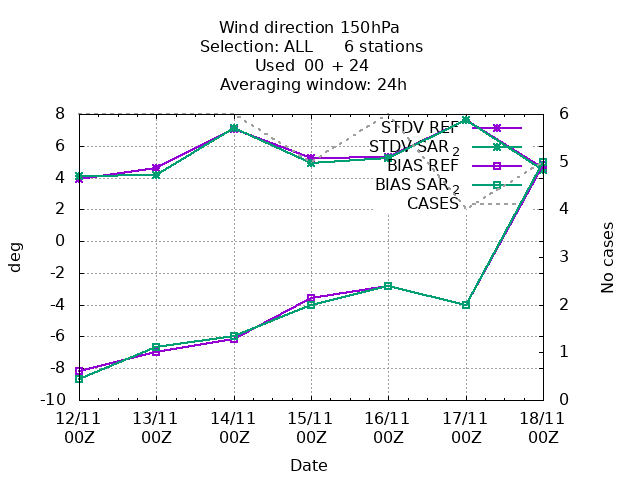 Wind direction 150hPa
Selection: ALL 6 stations
Used 00 + 24
Averaging window: 24h
STDV REF
STDV SAR_2
BIAS REF
BIAS SAR_2
CASES
8
6
4
2
0
-2
-4
-6
-8
-10
deg
6
5
4
3
2
1
0
No cases
12/11 13/11 14/11 15/11 16/11 17/11 18/11
00Z 00Z 00Z 00Z 00Z 00Z 00Z
Date